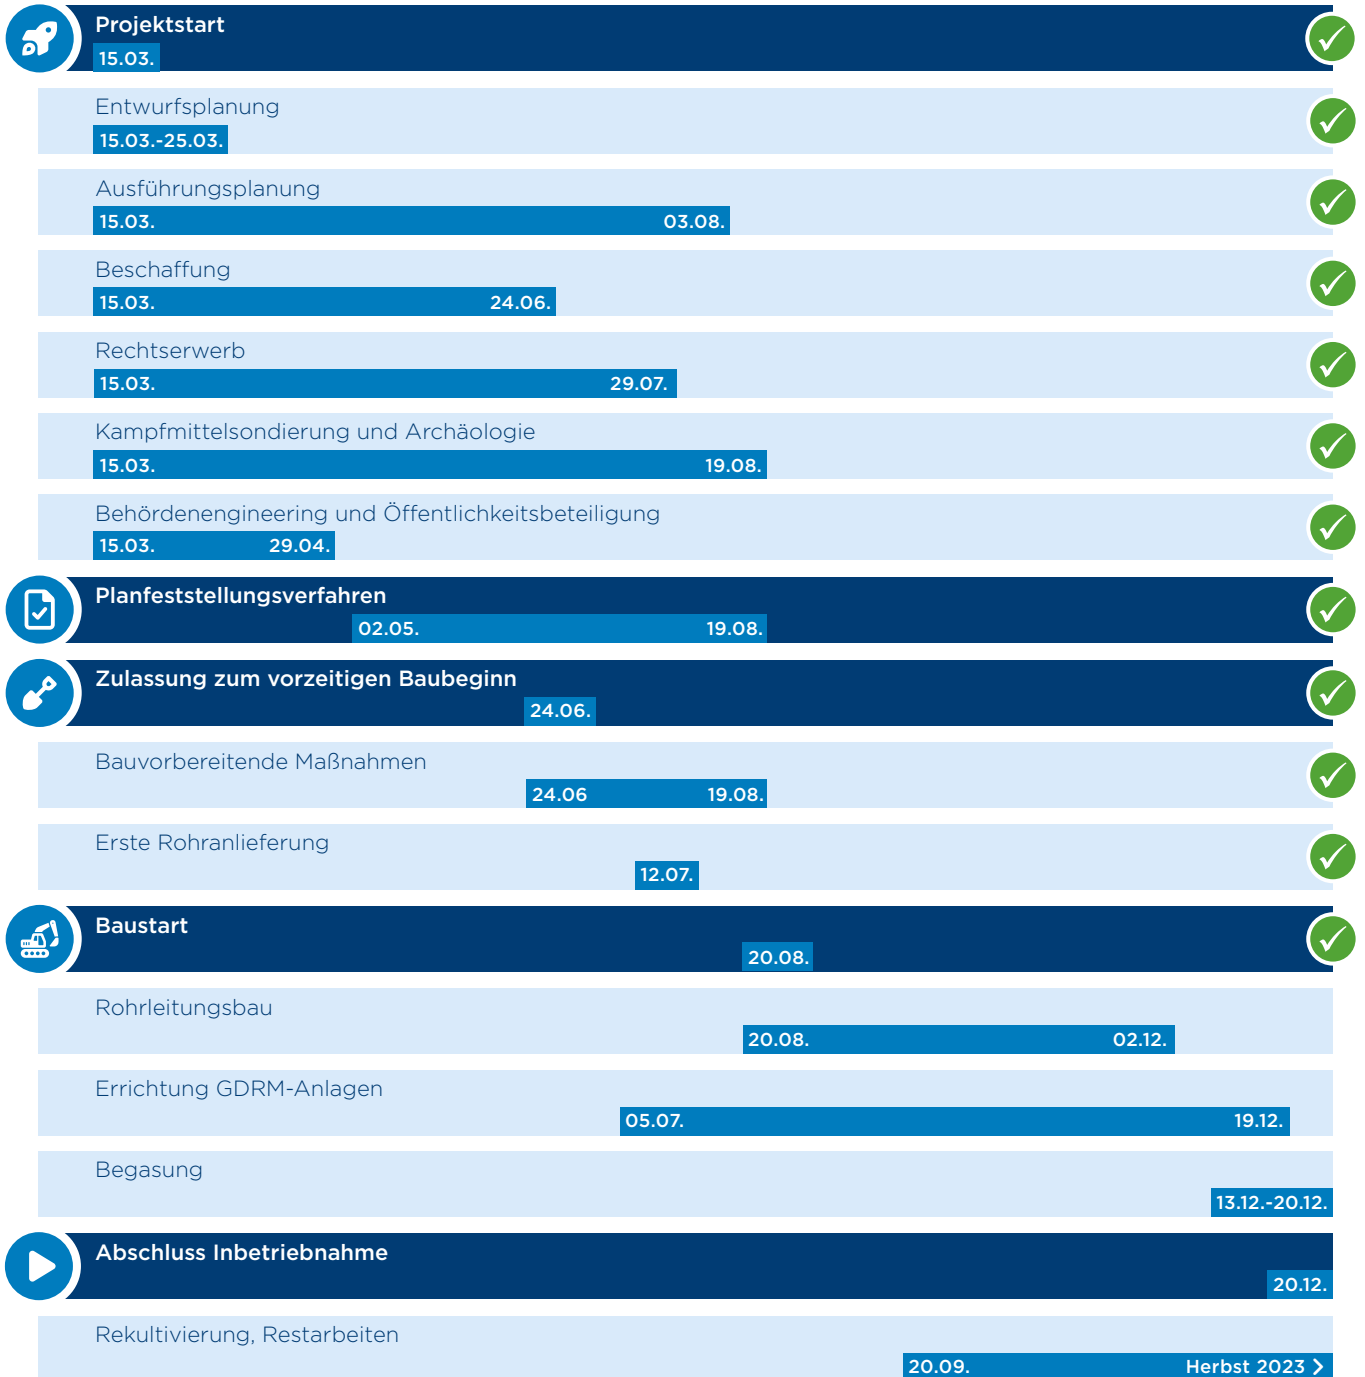 Projektstart
15.03.
Entwurfsplanung
15.03.-25.03.
Ausführungsplanung
15.03. 03.08.
Beschaffung
15.03. 24.06.
Rechtserwerb
15.03. 29.07.
Kampfmittelsondierung und Archäologie
15.03. 19.08.
Behördenengineering und Öffentlichkeitsbeteiligung
15.03. 29.04.
Planfeststellungsverfahren
02.05. 19.08.
Zulassung zum vorzeitigen Baubeginn
24.06.
Bauvorbereitende Maßnahmen
24.06 19.08.
Erste Rohranlieferung
12.07.
Baustart
20.08.
Rohrleitungsbau
20.08. 02.12.
Errichtung GDRM-Anlagen
05.07. 19.12.
Begasung
13.12.-20.12.
Abschluss Inbetriebnahme
20.12.
Rekultivierung, Restarbeiten
20.09. Herbst 2023